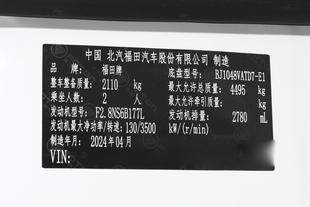 中国 北汽福田汽车股份有限公司 制造
品牌: 福田牌 底盘型号: BJ1048VATD7-E1
整车整备质量: 2110 kg 最大允许总质量: 4495 kg
乘坐人数: 2 人 最大允许牵引质量: kg
发动机型号: F2.8NS6B177L 发动机排量: 2780 mL
发动机最大净功率/转速: 130/3500 kW/(r/min)
制造年月: 2024年04月
VIN: